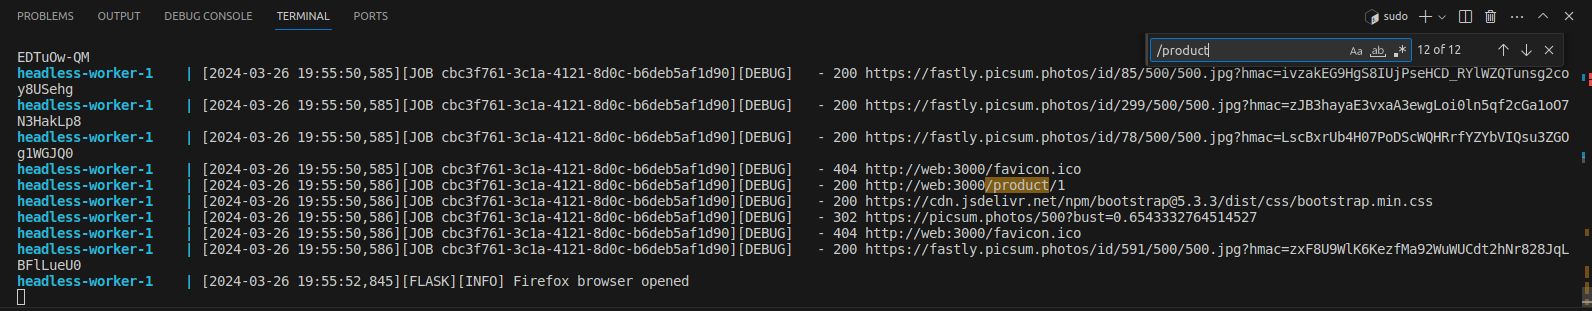 PROBLEMS OUTPUT DEBUG CONSOLE TERMINAL PORTS sudo
/product Aa ab 12 of 12
EDTuOw-QM
headless-worker-1 | [2024-03-26 19:55:50,585][JOB cbc3f761-3c1a-4121-8d0c-b6deb5af1d90][DEBUG] - 200 https://fastly.picsum.photos/id/85/500/500.jpg?hmac=ivzakEG9HgS8IUjPseHCD_RYlWZQTunsg2co
y8USehg
headless-worker-1 | [2024-03-26 19:55:50,585][JOB cbc3f761-3c1a-4121-8d0c-b6deb5af1d90][DEBUG] - 200 https://fastly.picsum.photos/id/299/500/500.jpg?hmac=zJB3hayaE3vxaA3ewgLoi0ln5qf2cGa1oO7
N3HakLp8
headless-worker-1 | [2024-03-26 19:55:50,585][JOB cbc3f761-3c1a-4121-8d0c-b6deb5af1d90][DEBUG] - 200 https://fastly.picsum.photos/id/78/500/500.jpg?hmac=LscBxrUb4H07PoDScWQHRrfYZYbVIQsu3ZGO
g1WGJQ0
headless-worker-1 | [2024-03-26 19:55:50,585][JOB cbc3f761-3c1a-4121-8d0c-b6deb5af1d90][DEBUG] - 404 http://web:3000/favicon.ico
headless-worker-1 | [2024-03-26 19:55:50,586][JOB cbc3f761-3c1a-4121-8d0c-b6deb5af1d90][DEBUG] - 200 http://web:3000/product/1
headless-worker-1 | [2024-03-26 19:55:50,586][JOB cbc3f761-3c1a-4121-8d0c-b6deb5af1d90][DEBUG] - 200 https://cdn.jsdelivr.net/npm/bootstrap@5.3.3/dist/css/bootstrap.min.css
headless-worker-1 | [2024-03-26 19:55:50,586][JOB cbc3f761-3c1a-4121-8d0c-b6deb5af1d90][DEBUG] - 302 https://picsum.photos/500?bust=0.6543332764514527
headless-worker-1 | [2024-03-26 19:55:50,586][JOB cbc3f761-3c1a-4121-8d0c-b6deb5af1d90][DEBUG] - 404 http://web:3000/favicon.ico
headless-worker-1 | [2024-03-26 19:55:50,586][JOB cbc3f761-3c1a-4121-8d0c-b6deb5af1d90][DEBUG] - 200 https://fastly.picsum.photos/id/591/500/500.jpg?hmac=zxF8U9WlK6KezfMa92WuWUCdt2hNr828JqL
BFlLueU0
headless-worker-1 | [2024-03-26 19:55:52,845][FLASK][INFO] Firefox browser opened